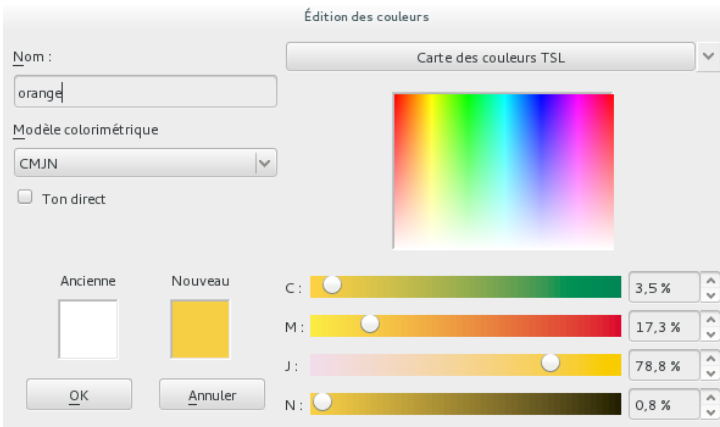 Édition des couleurs
Nom :
orange
Modèle colorimétrique
CMJN
Ton direct
Carte des couleurs TSL
Ancienne
Nouveau
OK
Annuler
C : 3,5 %
M : 17,3 %
J : 78,8 %
N : 0,8 %